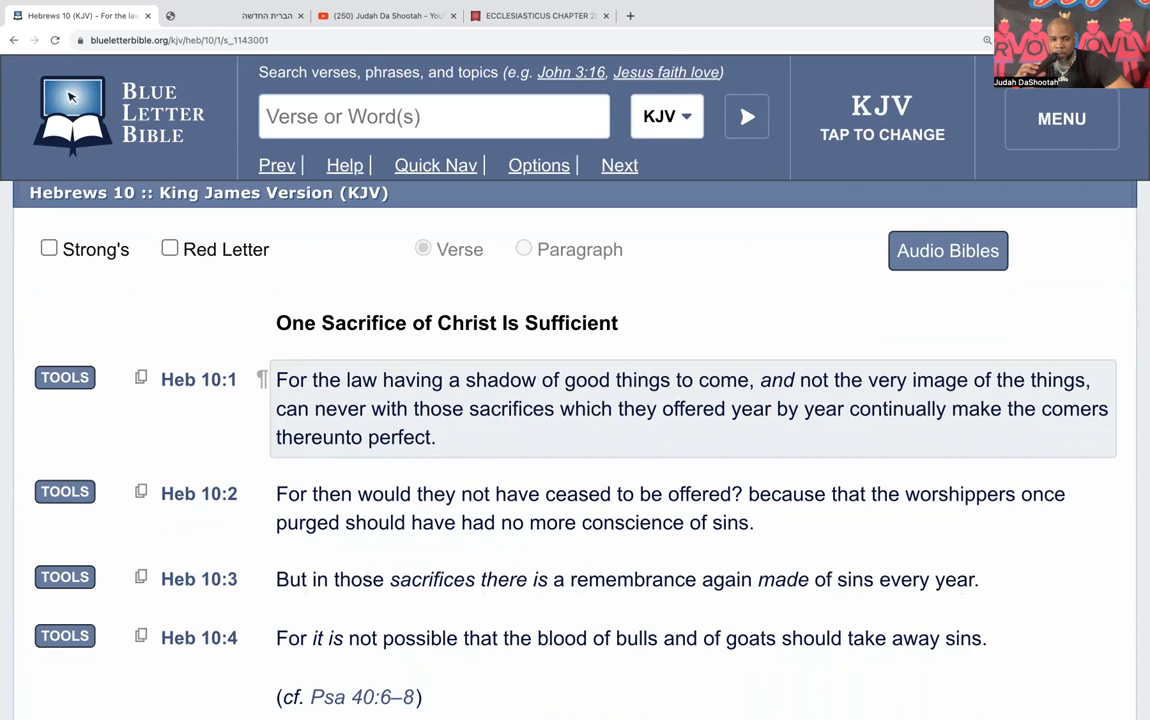 Hebrews 10 (KJV) - For the la
הברית החדשה
(250) Judah Da Shootah - You
ECCLESIASTICUS CHAPTER 2
blueletterbible.org/kjv/heb/10/1/s_1143001
Judah DaShootah
BLUE
LETTER
BIBLE
Search verses, phrases, and topics (e.g. John 3:16, Jesus faith love)
Verse or Word(s)
KJV
Prev | Help | Quick Nav | Options | Next
KJV
TAP TO CHANGE
MENU
Hebrews 10 :: King James Version (KJV)
Strong's Red Letter Verse Paragraph
Audio Bibles
One Sacrifice of Christ Is Sufficient
TOOLS Heb 10:1 ¶ For the law having a shadow of good things to come, and not the very image of the things,
can never with those sacrifices which they offered year by year continually make the comers
thereunto perfect.
TOOLS Heb 10:2 For then would they not have ceased to be offered? because that the worshippers once
purged should have had no more conscience of sins.
TOOLS Heb 10:3 But in those sacrifices there is a remembrance again made of sins every year.
TOOLS Heb 10:4 For it is not possible that the blood of bulls and of goats should take away sins.
(cf. Psa 40:6–8)